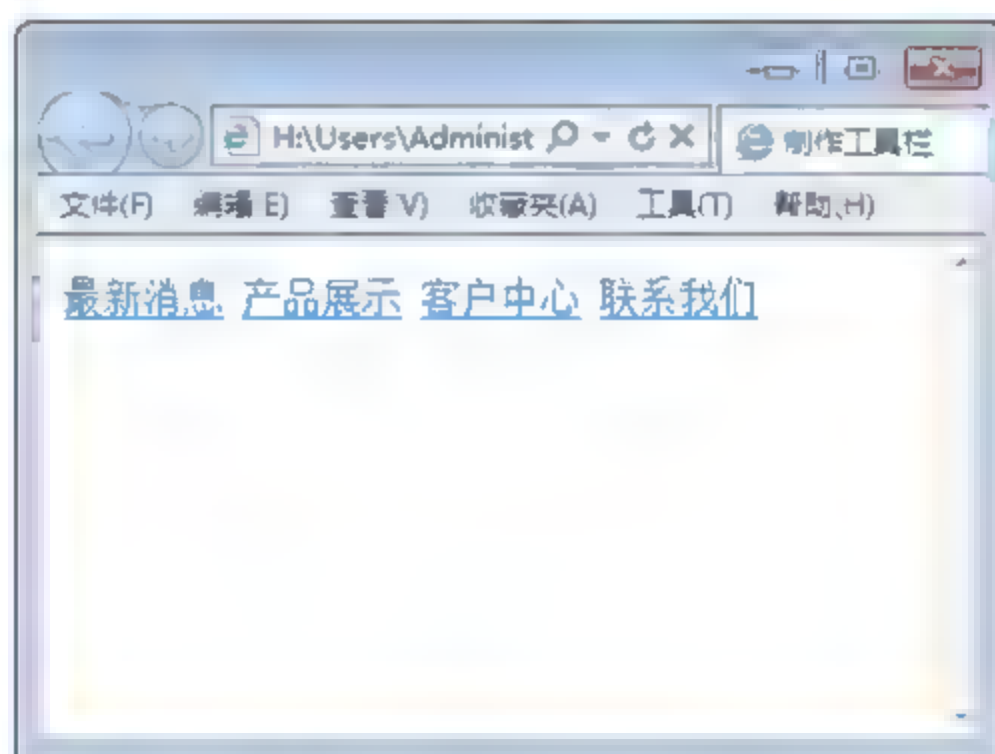 H:\Users\Administ 制作工具栏
文件(F) 编辑 E) 查看 V) 收藏夹(A) 工具(T) 帮助(H)
最新消息 产品展示 客户中心 联系我们